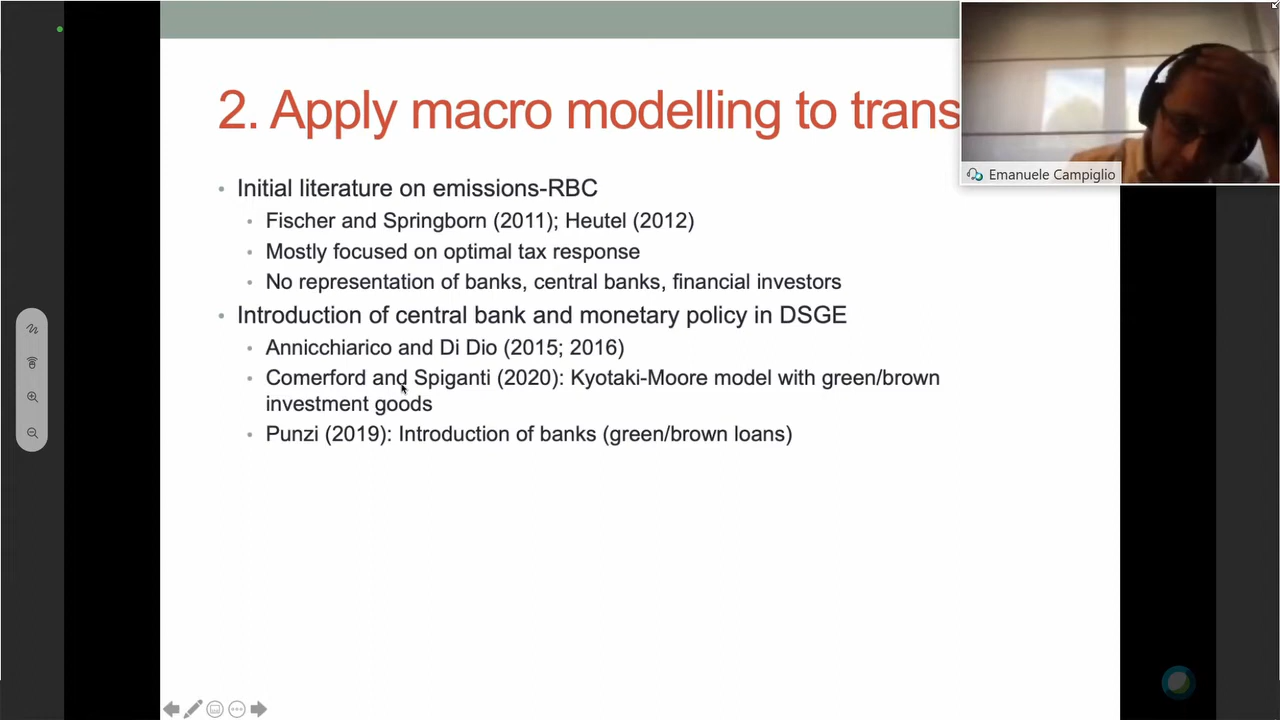 2. Apply macro modelling to trans
Emanuele Campiglio
• Initial literature on emissions-RBC
• Fischer and Springborn (2011); Heutel (2012)
• Mostly focused on optimal tax response
• No representation of banks, central banks, financial investors
• Introduction of central bank and monetary policy in DSGE
• Annicchiarico and Di Dio (2015; 2016)
• Comerford and Spiganti (2020): Kyotaki-Moore model with green/brown
investment goods
• Punzi (2019): Introduction of banks (green/brown loans)